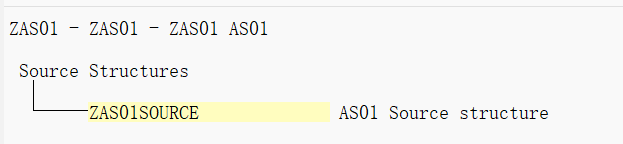 ZAS01 - ZAS01 - ZAS01 AS01
Source Structures
ZAS01SOURCE AS01 Source structure